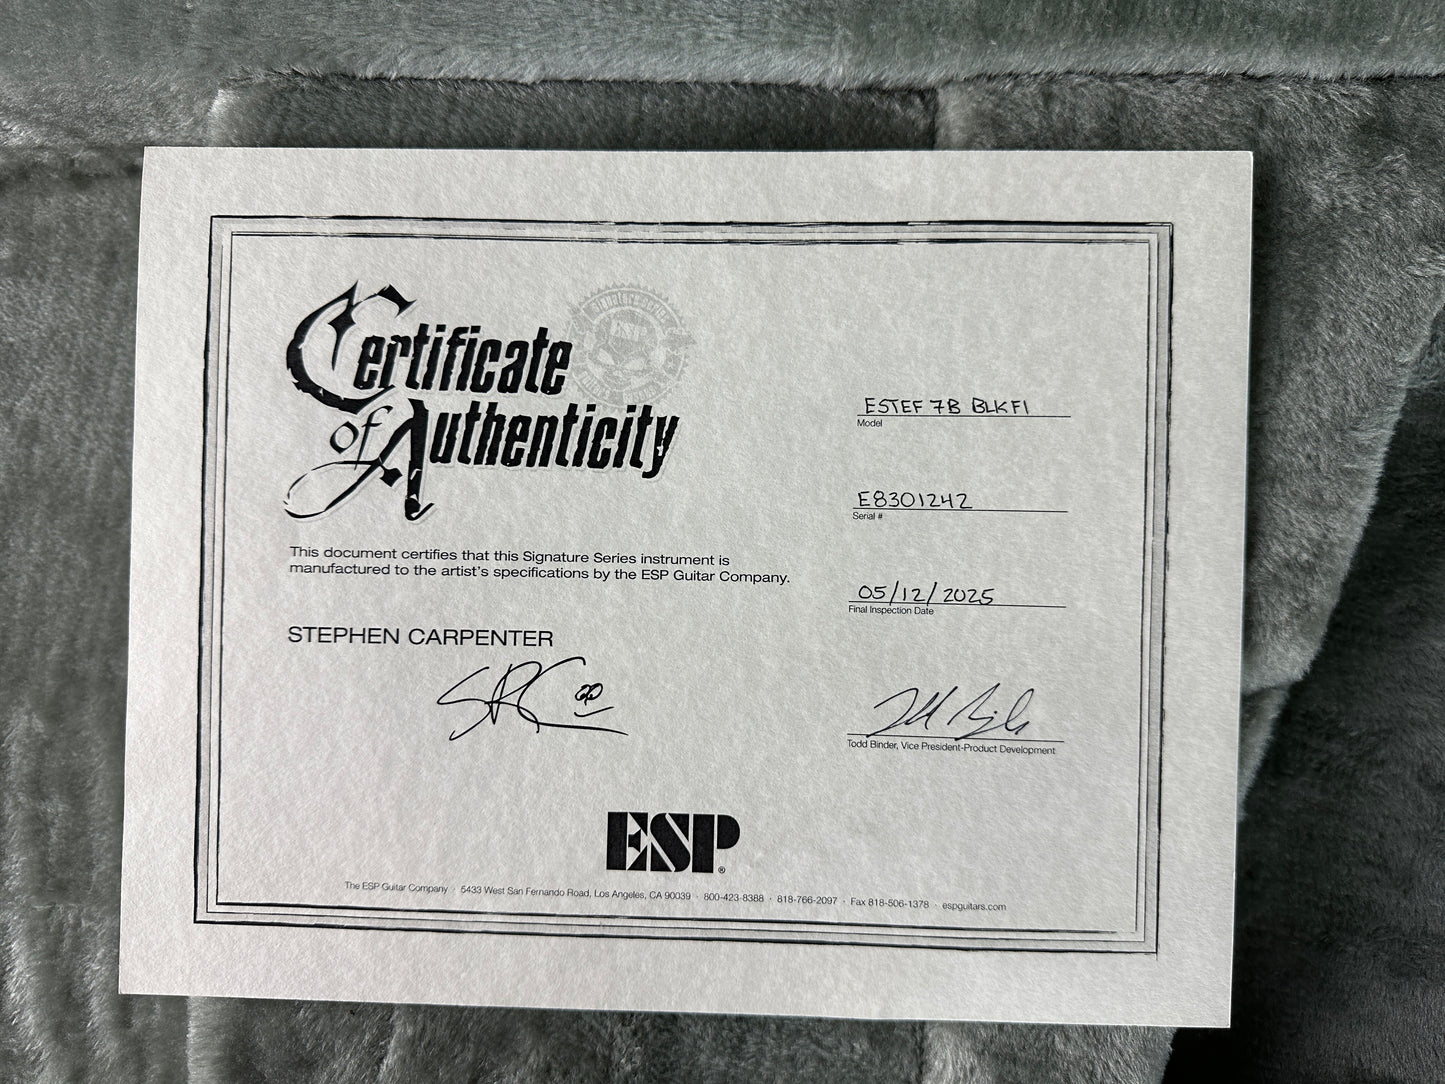 Certificate
of Authenticity
Signature Series
ESP
This document certifies that this Signature Series instrument is
manufactured to the artist's specifications by the ESP Guitar Company.
STEPHEN CARPENTER
ESTEF 7B BLKFI
Model
E8301242
Serial #
05/12/2025
Final Inspection Date
Todd Binder, Vice President-Product Development
ESP®
The ESP Guitar Company · 5433 West San Fernando Road, Los Angeles, CA 90039 · 800-423-8388 · 818-766-2097 · Fax 818-506-1378 · espguitars.com